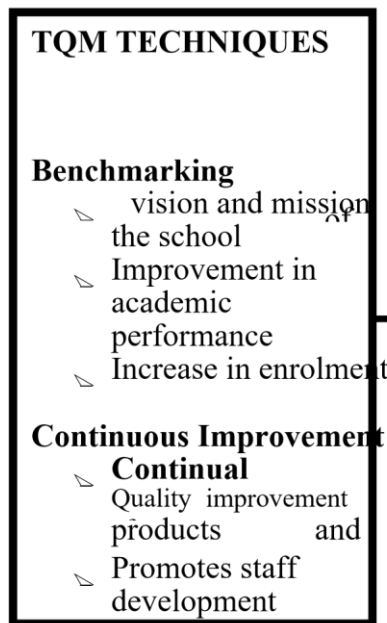 TQM TECHNIQUES
Benchmarking
vision and mission of
the school
Improvement in
academic
performance
Increase in enrolment
Continuous Improvement
Continual
Quality improvement
products and
Promotes staff
development